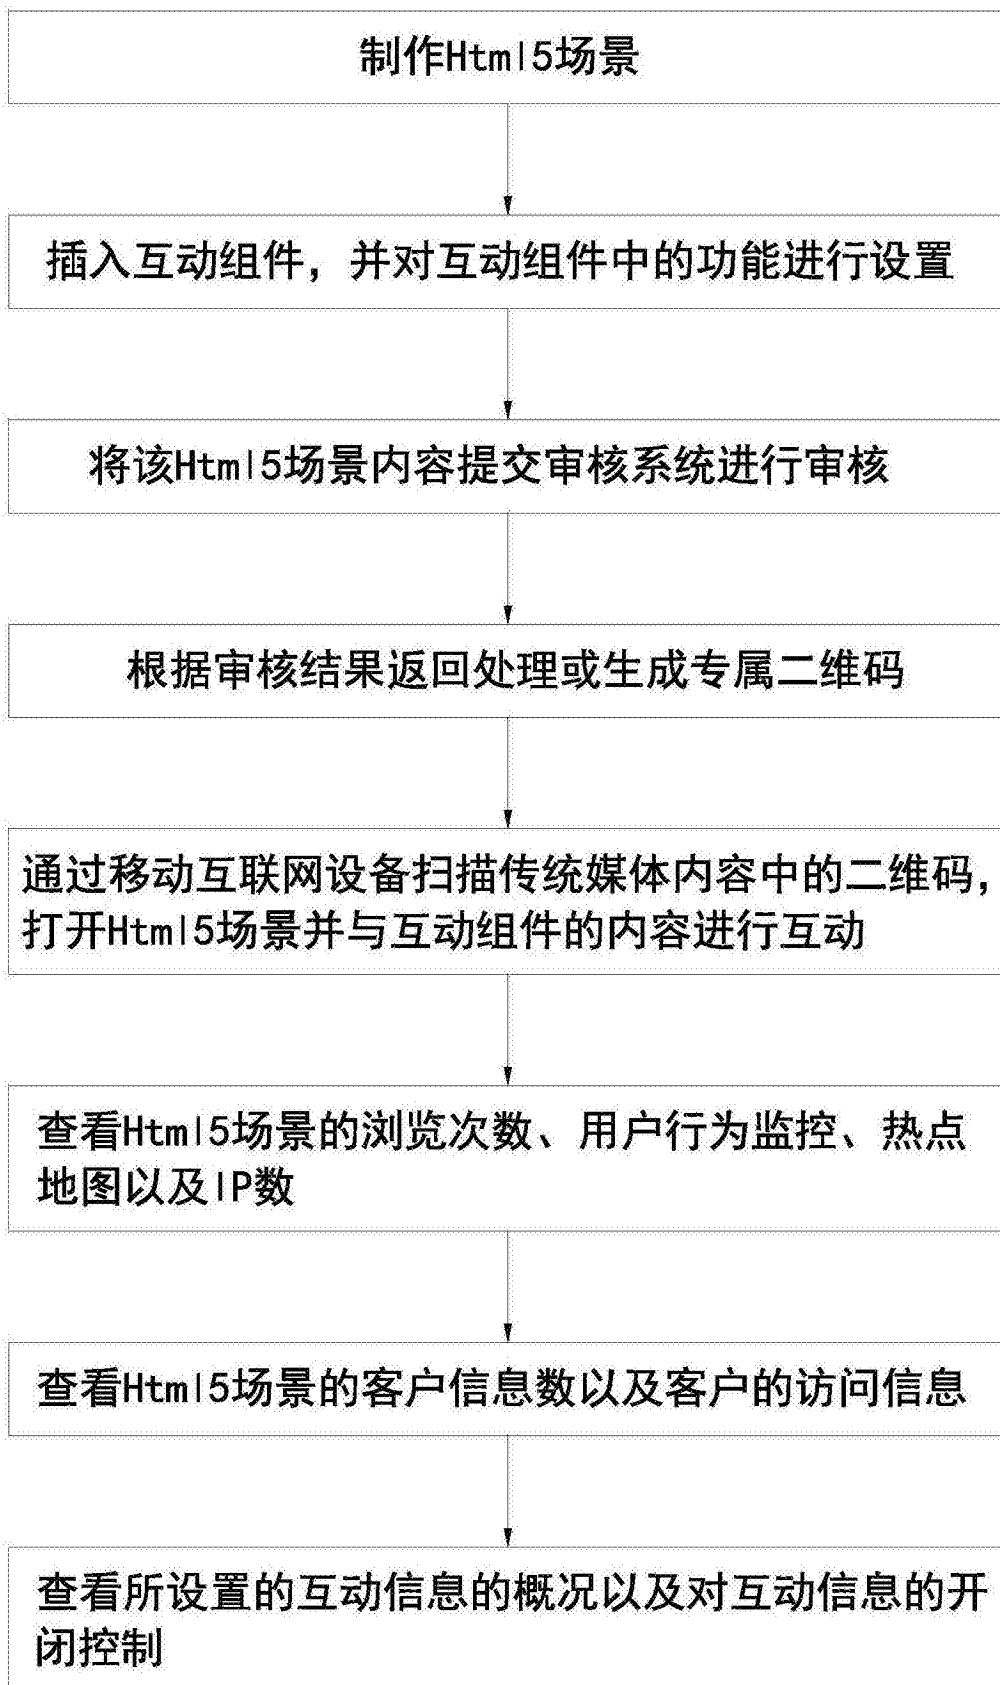 制作Html5场景
插入互动组件，并对互动组件中的功能进行设置
将该Html5场景内容提交审核系统进行审核
根据审核结果返回处理或生成专属二维码
通过移动互联网设备扫描传统媒体内容中的二维码，
打开Html5场景并与互动组件的内容进行互动
查看Html5场景的浏览次数、用户行为监控、热点
地图以及IP数
查看Html5场景的客户信息数以及客户的访问信息
查看所设置的互动信息的概况以及对互动信息的开
闭控制